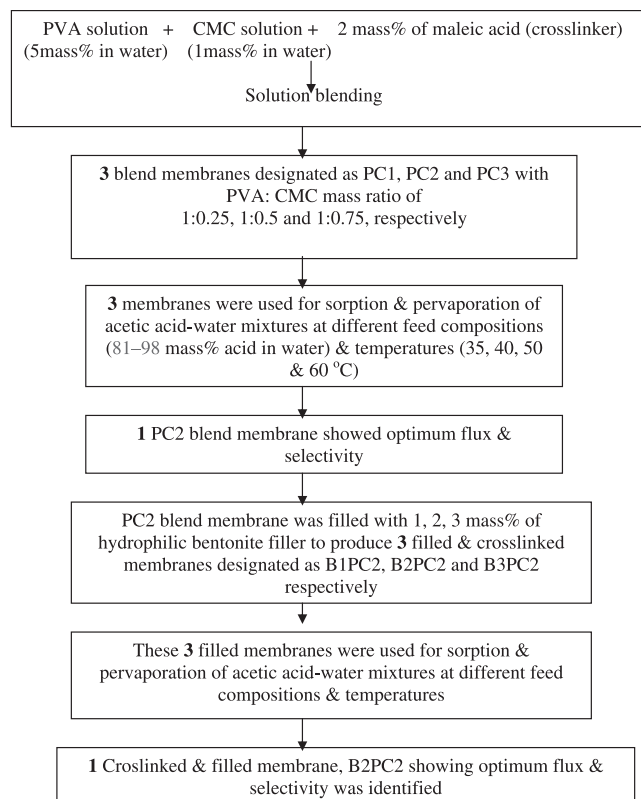 PVA solution + CMC solution + 2 mass% of maleic acid (crosslinker)
(5mass% in water) (1mass% in water)
Solution blending
3 blend membranes designated as PC1, PC2 and PC3 with
PVA: CMC mass ratio of
1:0.25, 1:0.5 and 1:0.75, respectively
3 membranes were used for sorption & pervaporation of
acetic acid-water mixtures at different feed compositions
(81–98 mass% acid in water) & temperatures (35, 40, 50
& 60 °C)
1 PC2 blend membrane showed optimum flux &
selectivity
PC2 blend membrane was filled with 1, 2, 3 mass% of
hydrophilic bentonite filler to produce 3 filled & crosslinked
membranes designated as B1PC2, B2PC2 and B3PC2
respectively
These 3 filled membranes were used for sorption &
pervaporation of acetic acid-water mixtures at different feed
compositions & temperatures
1 Croslinked & filled membrane, B2PC2 showing optimum flux &
selectivity was identified